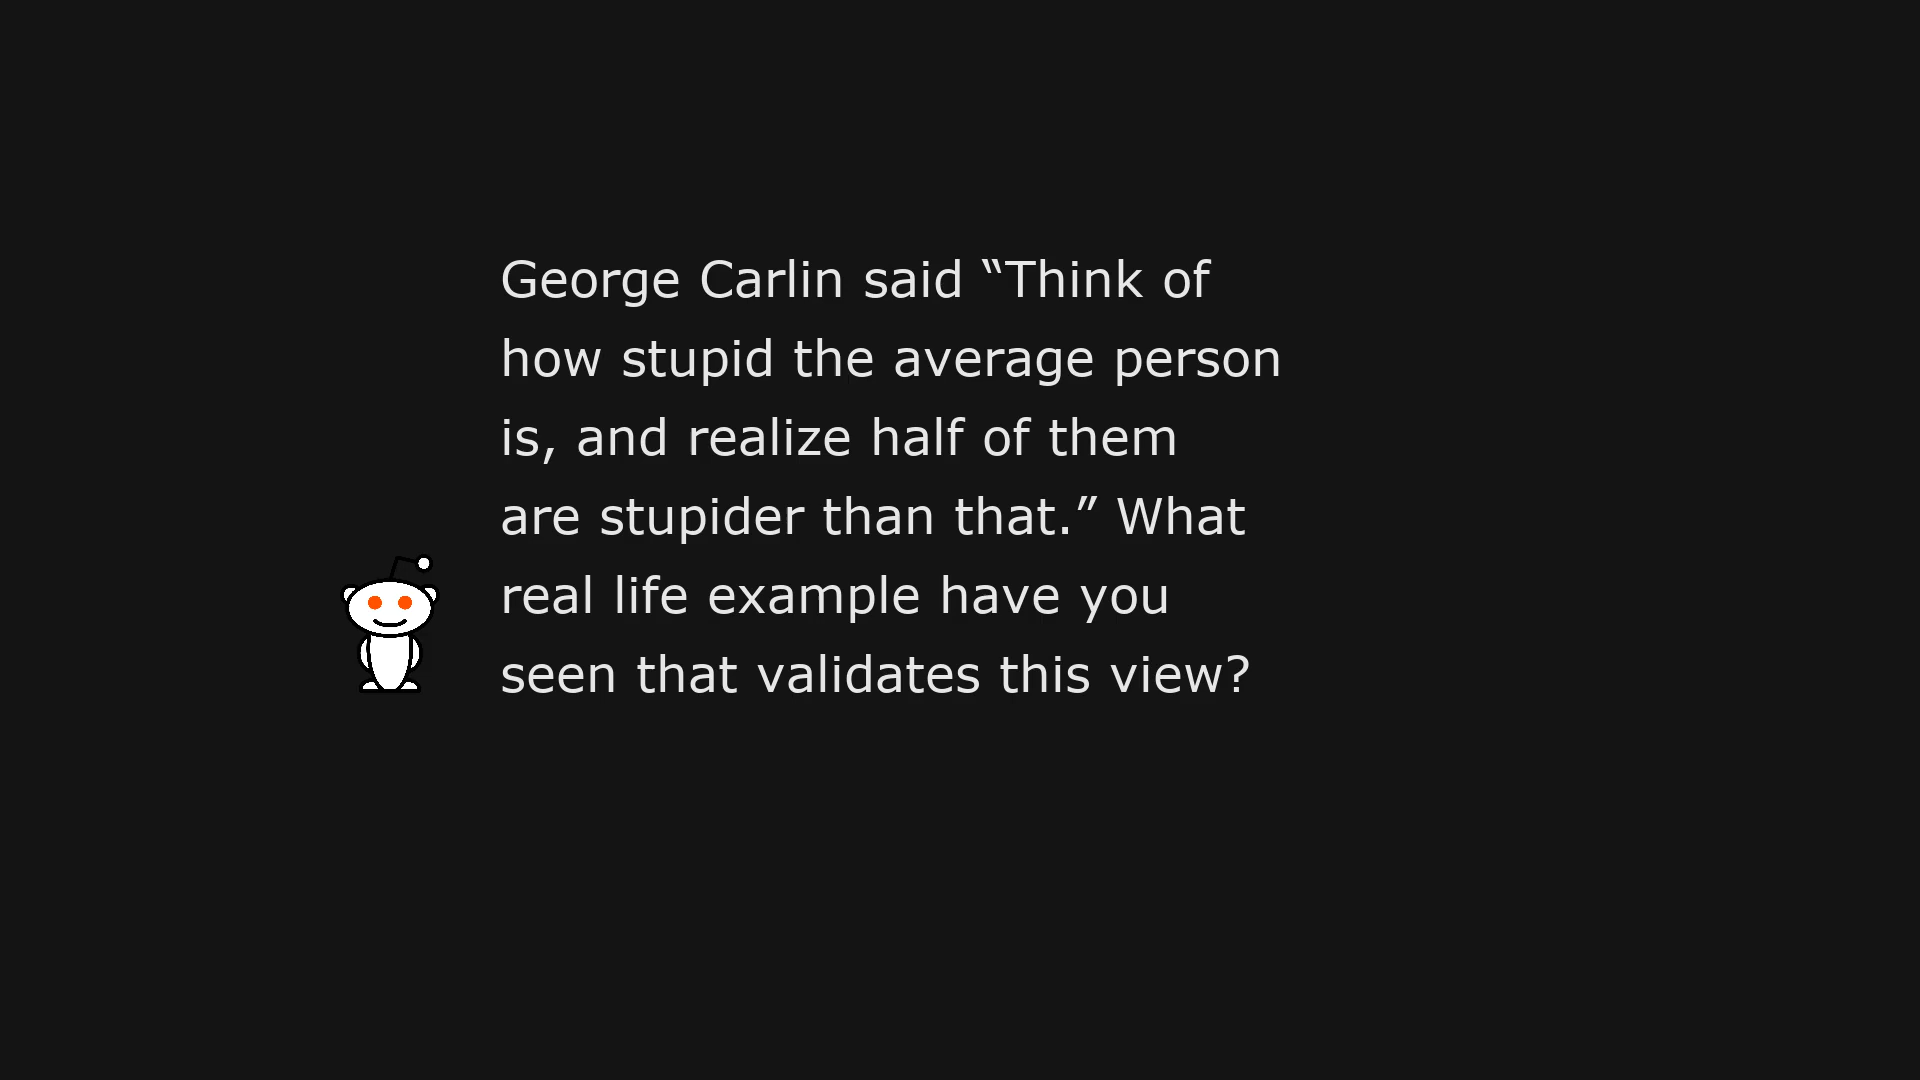 George Carlin said “Think of
how stupid the average person
is, and realize half of them
are stupider than that.” What
real life example have you
seen that validates this view?